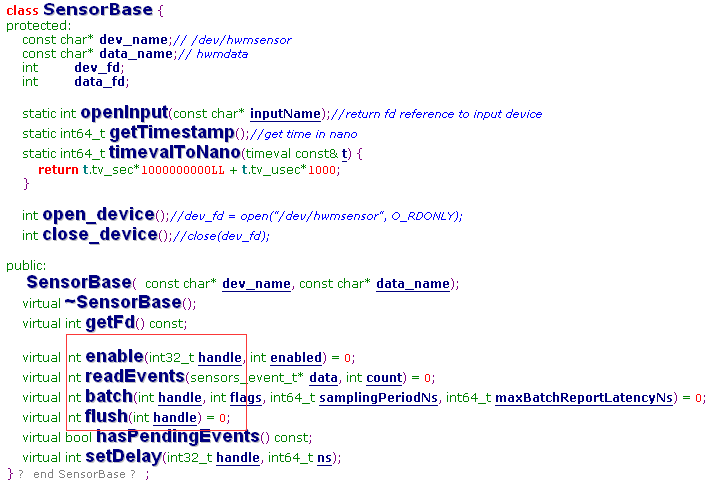 class SensorBase {
protected:
const char* dev_name;// /dev/hwmsensor
const char* data_name;// hwmdata
int dev_fd;
int data_fd;
static int openInput(const char* inputName);//return fd reference to input device
static int64_t getTimestamp();//get time in nano
static int64_t timevalToNano(timeval const& t) {
return t.tv_sec*1000000000LL + t.tv_usec*1000;
}
int open_device();//dev_fd = open("/dev/hwmsensor", O_RDONLY);
int close_device();//close(dev_fd);
public:
SensorBase( const char* dev_name, const char* data_name);
virtual ~SensorBase();
virtual int getFd() const;
virtual int enable(int32_t handle, int enabled) = 0;
virtual int readEvents(sensors_event_t* data, int count) = 0;
virtual int batch(int handle, int flags, int64_t samplingPeriodNs, int64_t maxBatchReportLatencyNs) = 0;
virtual int flush(int handle) = 0;
virtual bool hasPendingEvents() const;
virtual int setDelay(int32_t handle, int64_t ns);
} ? end SensorBase ? ;